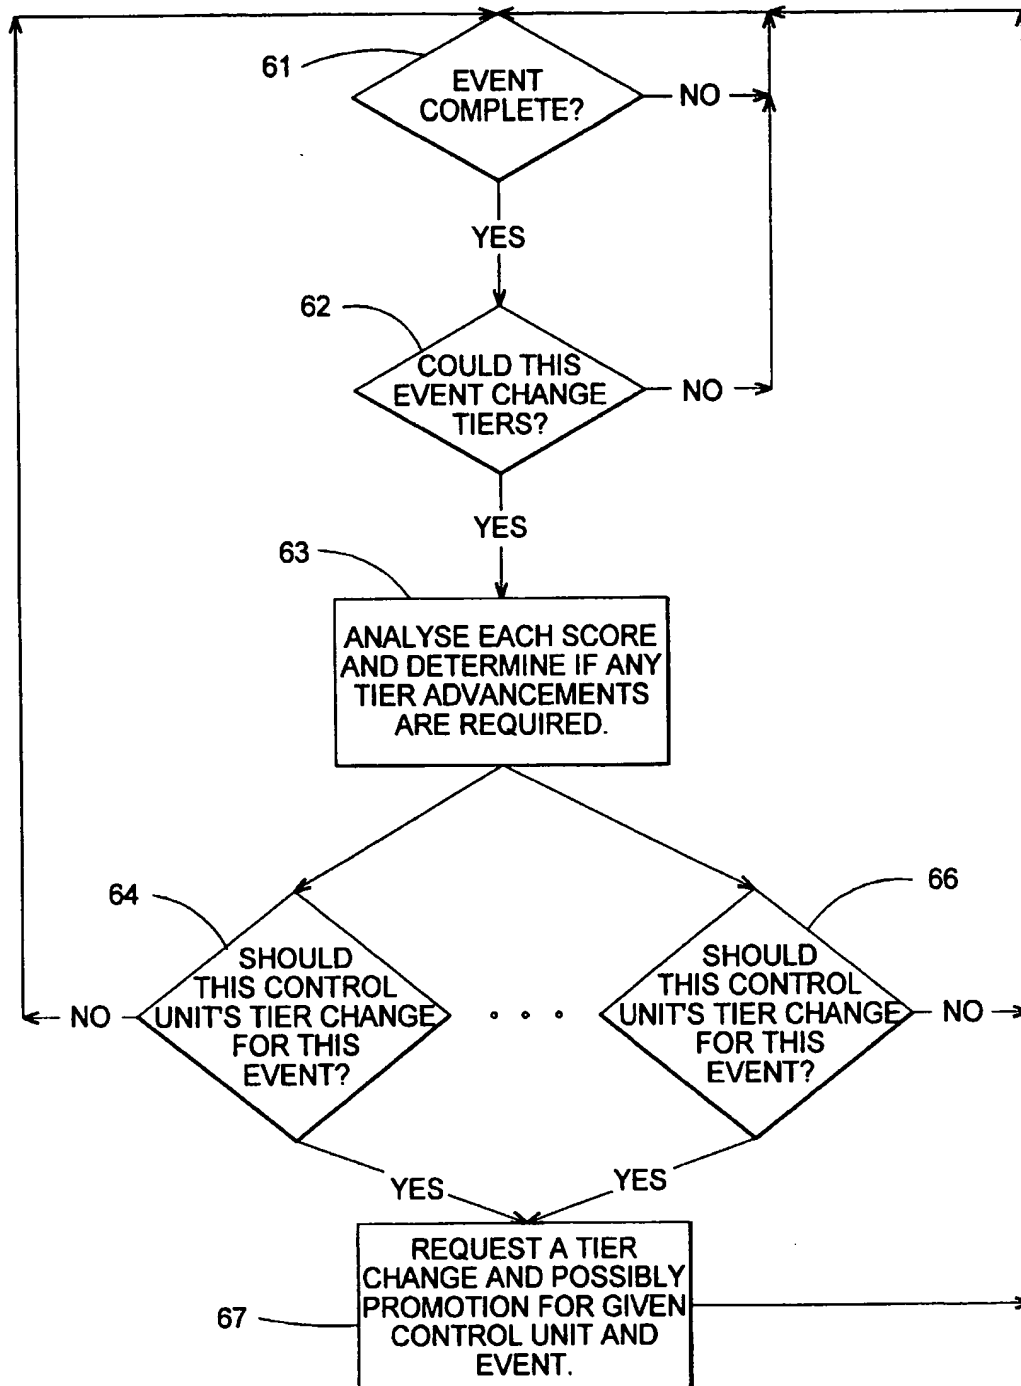 61
EVENT
COMPLETE?
NO
YES
62
COULD THIS
EVENT CHANGE
TIERS?
NO
YES
63
ANALYSE EACH SCORE
AND DETERMINE IF ANY
TIER ADVANCEMENTS
ARE REQUIRED.
64
SHOULD
THIS CONTROL
UNIT'S TIER CHANGE
FOR THIS
EVENT?
NO
YES
66
SHOULD
THIS CONTROL
UNIT'S TIER CHANGE
FOR THIS
EVENT?
NO
YES
REQUEST A TIER
CHANGE AND POSSIBLY
PROMOTION FOR GIVEN
CONTROL UNIT AND
EVENT.
67